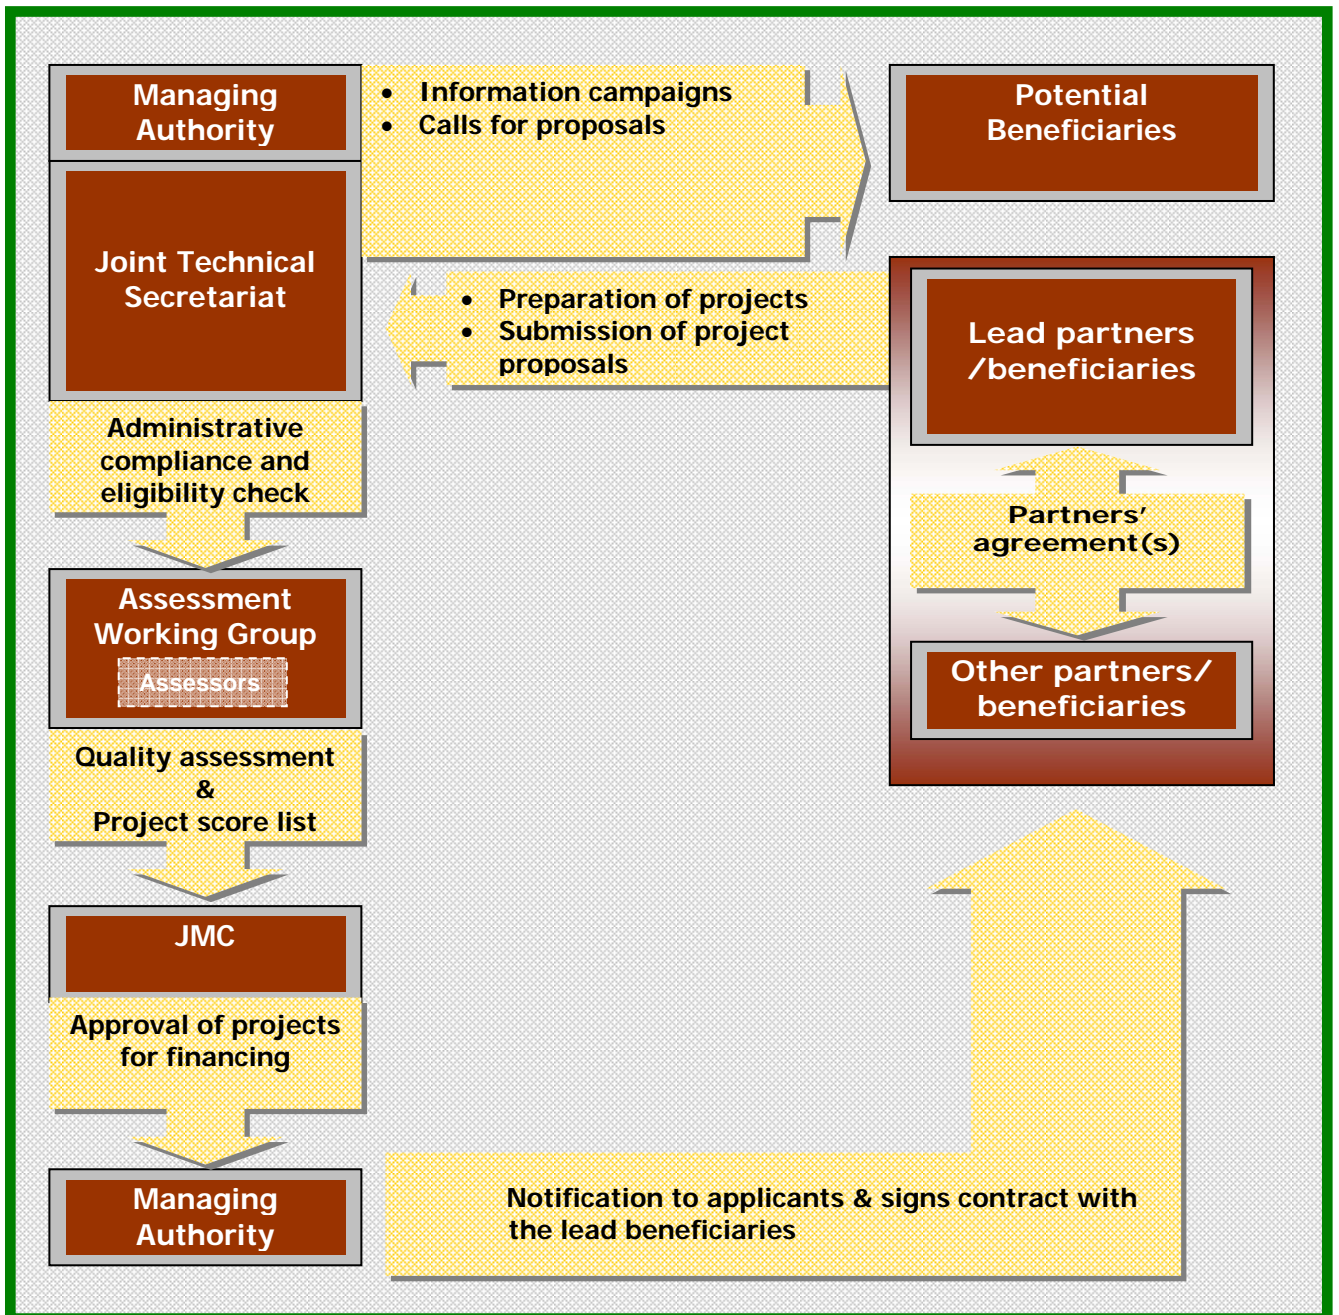 Managing
Authority
• Information campaigns
• Calls for proposals
Potential
Beneficiaries
Joint Technical
Secretariat
• Preparation of projects
• Submission of project
proposals
Lead partners
/beneficiaries
Administrative
compliance and
eligibility check
Partners'
agreement(s)
Assessment
Working Group
Assessors
Other partners/
beneficiaries
Quality assessment
&
Project score list
JMC
Approval of projects
for financing
Managing
Authority
Notification to applicants & signs contract with
the lead beneficiaries